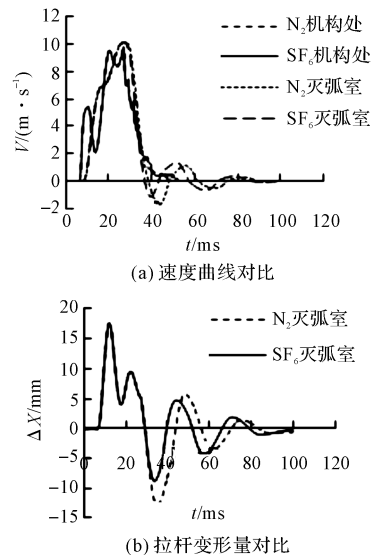 N₂机构处
SF₆机构处
N₂灭弧室
SF₆灭弧室
V/(m·s⁻¹)
12
10
8
6
4
2
0
-2
0 20 40 60 80 100 120
t/ms
(a) 速度曲线对比
N₂灭弧室
SF₆灭弧室
ΔX/mm
20
15
10
5
0
-5
-10
-15
0 20 40 60 80 100 120
t/ms
(b) 拉杆变形量对比